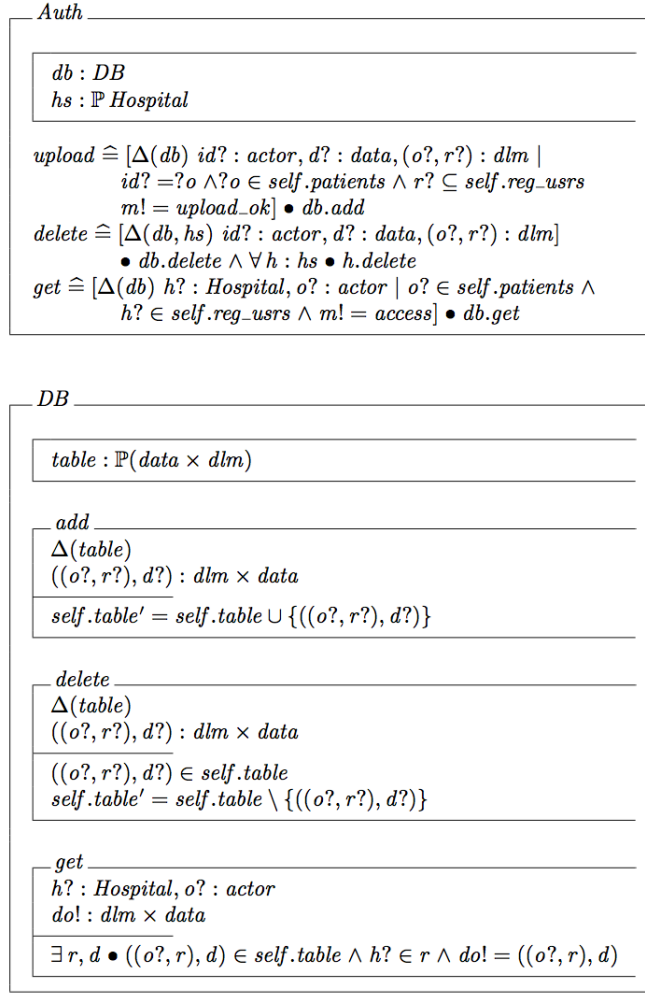 Auth
db : DB
hs : ℙ Hospital
upload ≙ [Δ(db) id? : actor, d? : data, (o?, r?) : dlm |
id? =?o ∧?o ∈ self.patients ∧ r? ⊆ self.reg_usrs
m! = upload_ok] • db.add
delete ≙ [Δ(db, hs) id? : actor, d? : data, (o?, r?) : dlm]
• db.delete ∧ ∀ h : hs • h.delete
get ≙ [Δ(db) h? : Hospital, o? : actor | o? ∈ self.patients ∧
h? ∈ self.reg_usrs ∧ m! = access] • db.get
DB
table : ℙ(data × dlm)
add
Δ(table)
((o?, r?), d?) : dlm × data
self.table′ = self.table ∪ {((o?, r?), d?)}
delete
Δ(table)
((o?, r?), d?) : dlm × data
((o?, r?), d?) ∈ self.table
self.table′ = self.table \ {((o?, r?), d?)}
get
h? : Hospital, o? : actor
do! : dlm × data
∃ r, d • ((o?, r), d) ∈ self.table ∧ h? ∈ r ∧ do! = ((o?, r), d)